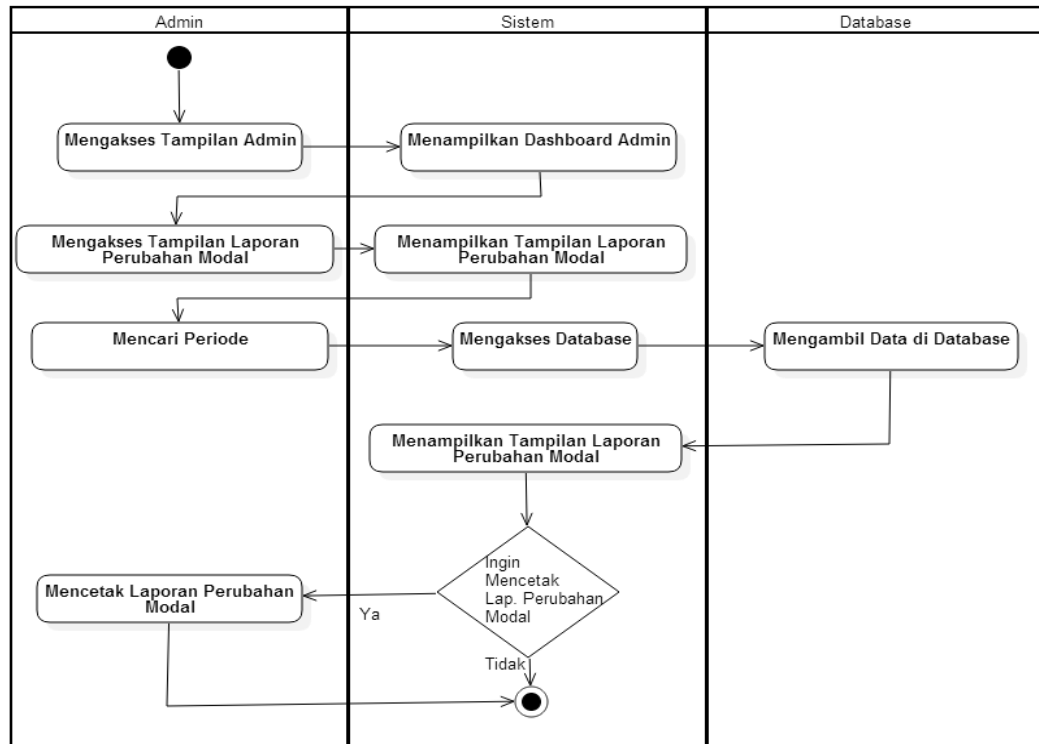 Admin
Sistem
Database
Mengakses Tampilan Admin
Menampilkan Dashboard Admin
Mengakses Tampilan Laporan
Perubahan Modal
Menampilkan Tampilan Laporan
Perubahan Modal
Mencari Periode
Mengakses Database
Mengambil Data di Database
Menampilkan Tampilan Laporan
Perubahan Modal
Ingin
Mencetak
Lap. Perubahan
Modal
Mencetak Laporan Perubahan
Modal
Ya
Tidak